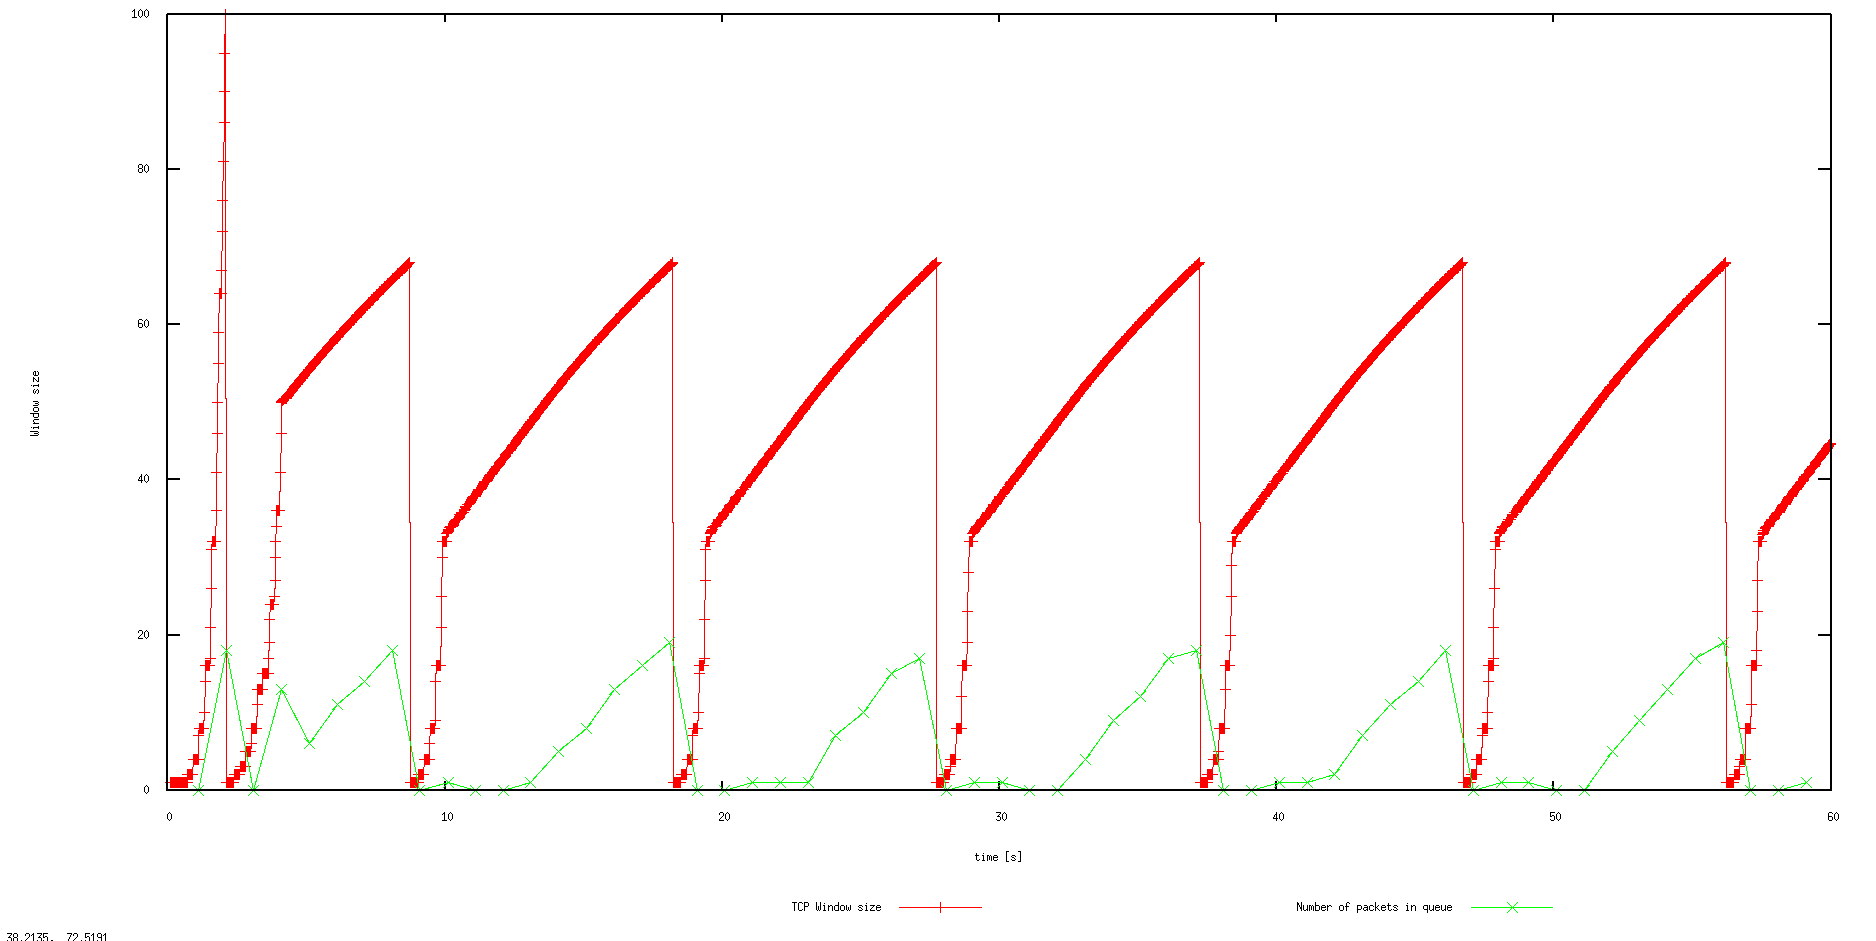 100
80
60
40
20
0
Window size
0 10 20 30 40 50 60
time [s]
TCP Window size
Number of packets in queue
38.2135, 72.5191